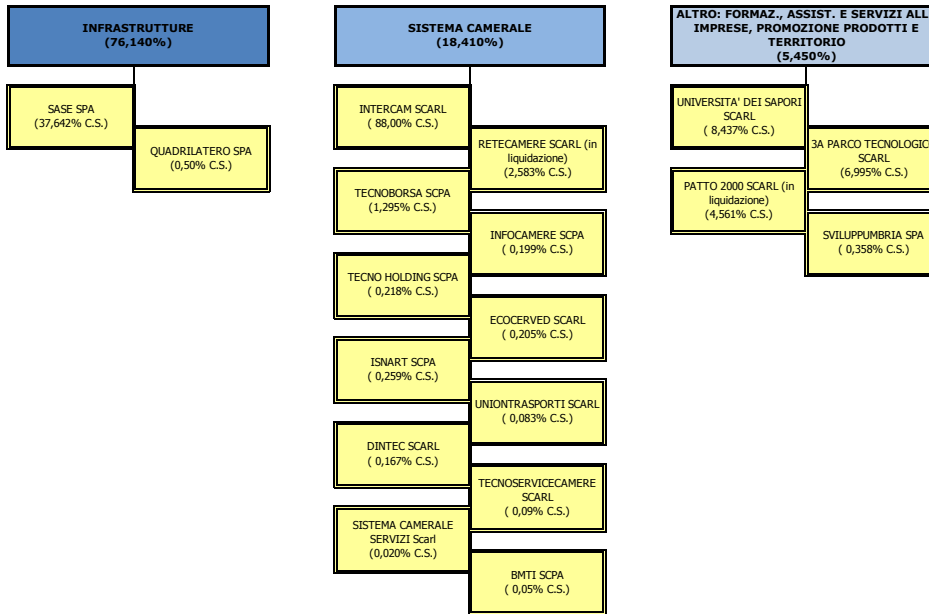 INFRASTRUTTURE
(76,140%)
SASE SPA
(37,642% C.S.)
QUADRILATERO SPA
(0,50% C.S.)
SISTEMA CAMERALE
(18,410%)
INTERCAM SCARL
( 88,00% C.S.)
RETECAMERE SCARL (in
liquidazione)
(2,583% C.S.)
TECNOBORSA SCPA
(1,295% C.S.)
INFOCAMERE SCPA
( 0,199% C.S.)
TECNO HOLDING SCPA
( 0,218% C.S.)
ECOCERVED SCARL
( 0,205% C.S.)
ISNART SCPA
( 0,259% C.S.)
UNIONTRASPORTI SCARL
( 0,083% C.S.)
DINTEC SCARL
( 0,167% C.S.)
TECNOSERVICECAMERE
SCARL
( 0,09% C.S.)
SISTEMA CAMERALE
SERVIZI Scarl
(0,020% C.S.)
BMTI SCPA
( 0,05% C.S.)
ALTRO: FORMAZ., ASSIST. E SERVIZI ALL
IMPRESE, PROMOZIONE PRODOTTI E
TERRITORIO
(5,450%)
UNIVERSITA' DEI SAPORI
SCARL
( 8,437% C.S.)
3A PARCO TECNOLOGIC
SCARL
( 6,995% C.S.)
PATTO 2000 SCARL (in
liquidazione)
(4,561% C.S.)
SVILUPPUMBRIA SPA
( 0,358% C.S.)